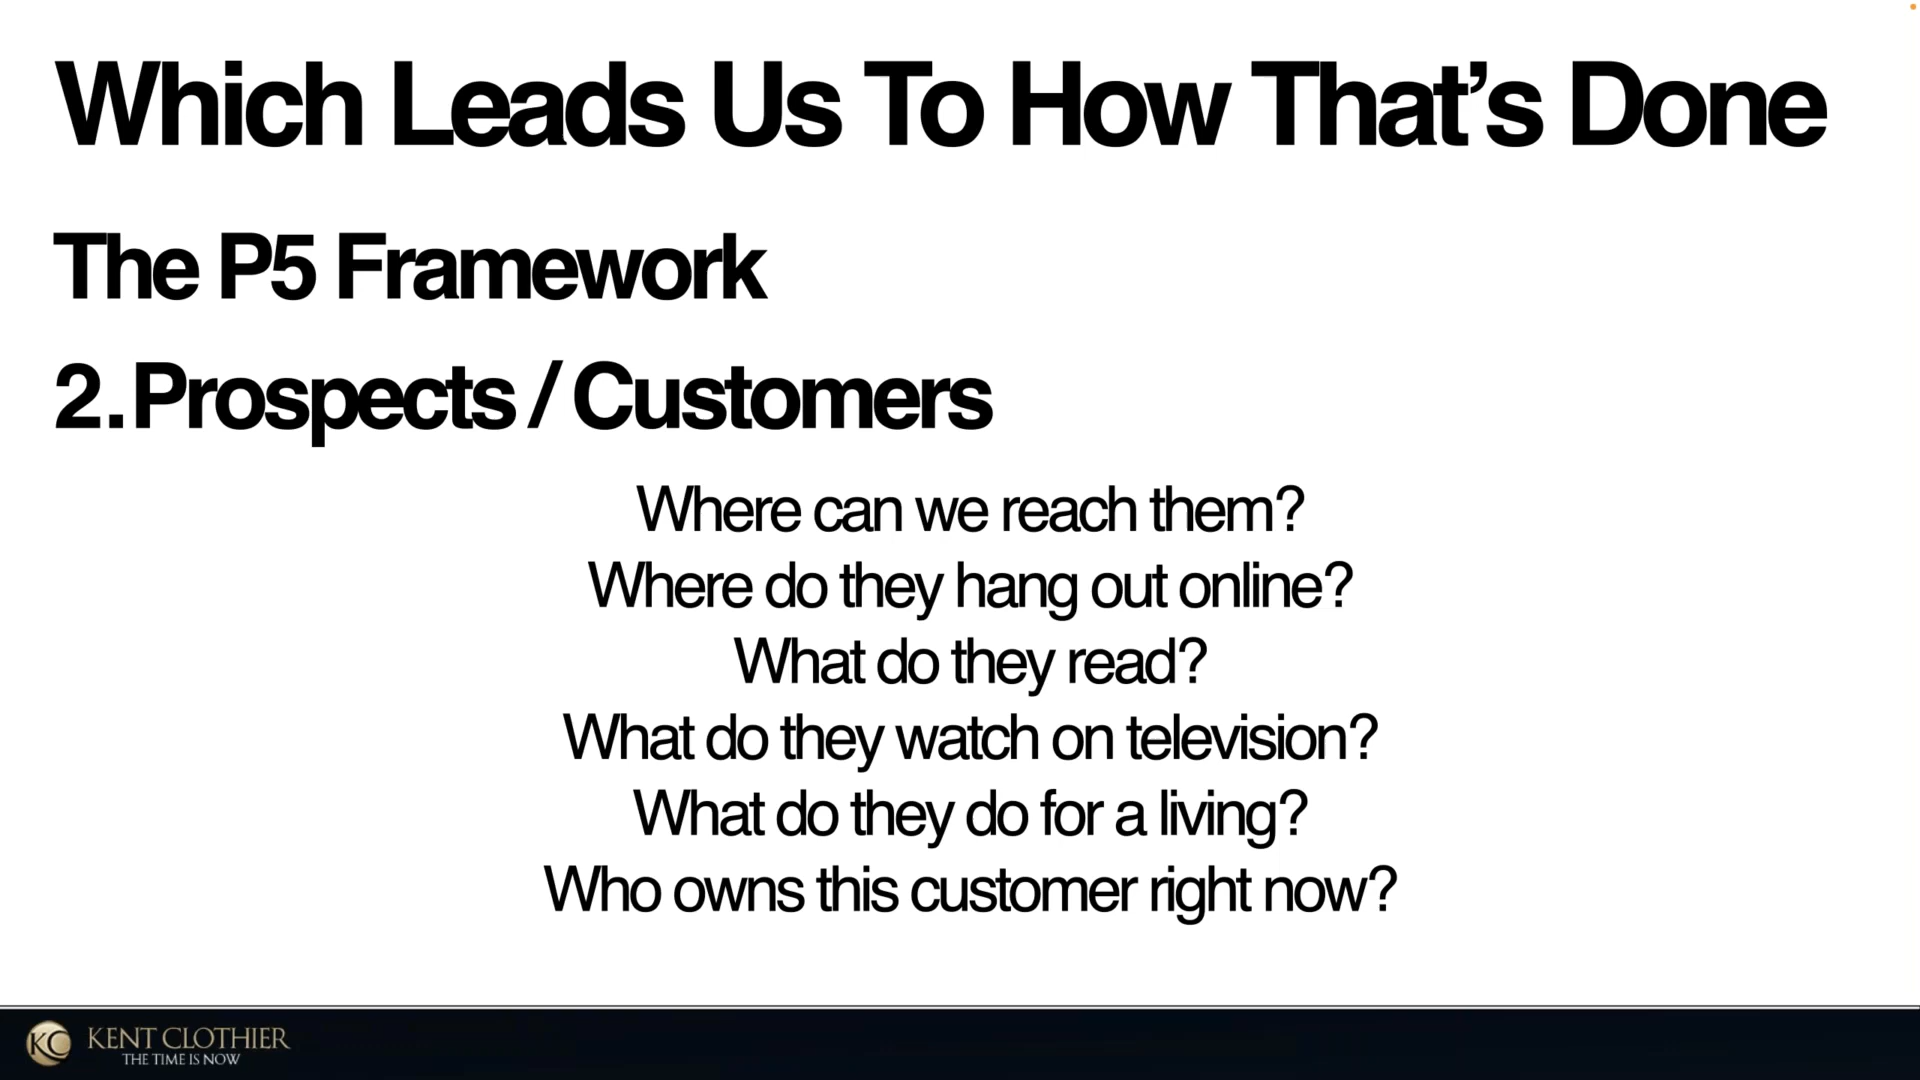 Which Leads Us To How That’s Done
The P5 Framework
2. Prospects / Customers
Where can we reach them?
Where do they hang out online?
What do they read?
What do they watch on television?
What do they do for a living?
Who owns this customer right now?
KC KENT CLOTHIER
THE TIME IS NOW